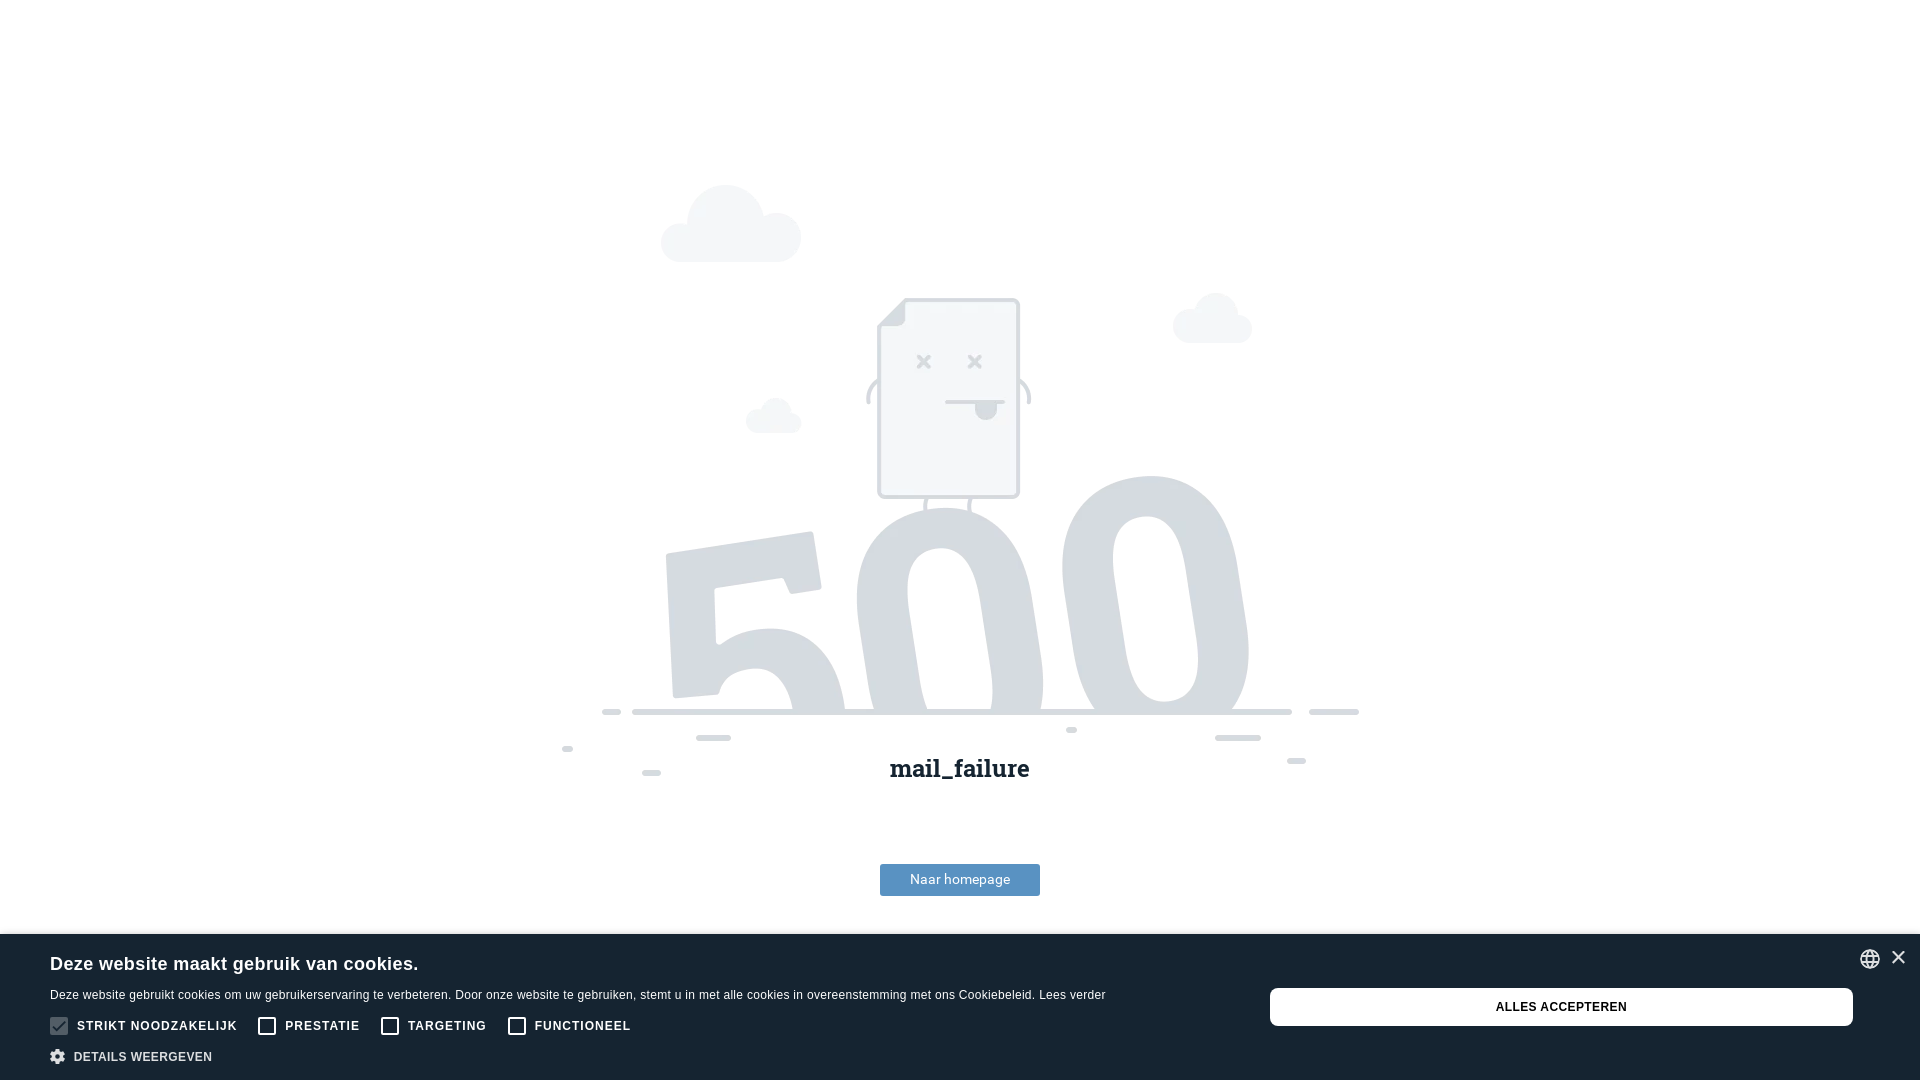 500
mail_failure
Naar homepage
Deze website maakt gebruik van cookies.
Deze website gebruikt cookies om uw gebruikerservaring te verbeteren. Door onze website te gebruiken, stemt u in met alle cookies in overeenstemming met ons Cookiebeleid. Lees verder
STRIKT NOODZAKELIJK PRESTATIE TARGETING FUNCTIONEEL
DETAILS WEERGEVEN
ALLES ACCEPTEREN